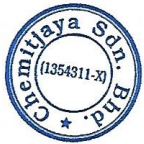 Chemitjaya Sdn. Bhd.
(1354311-X)
★